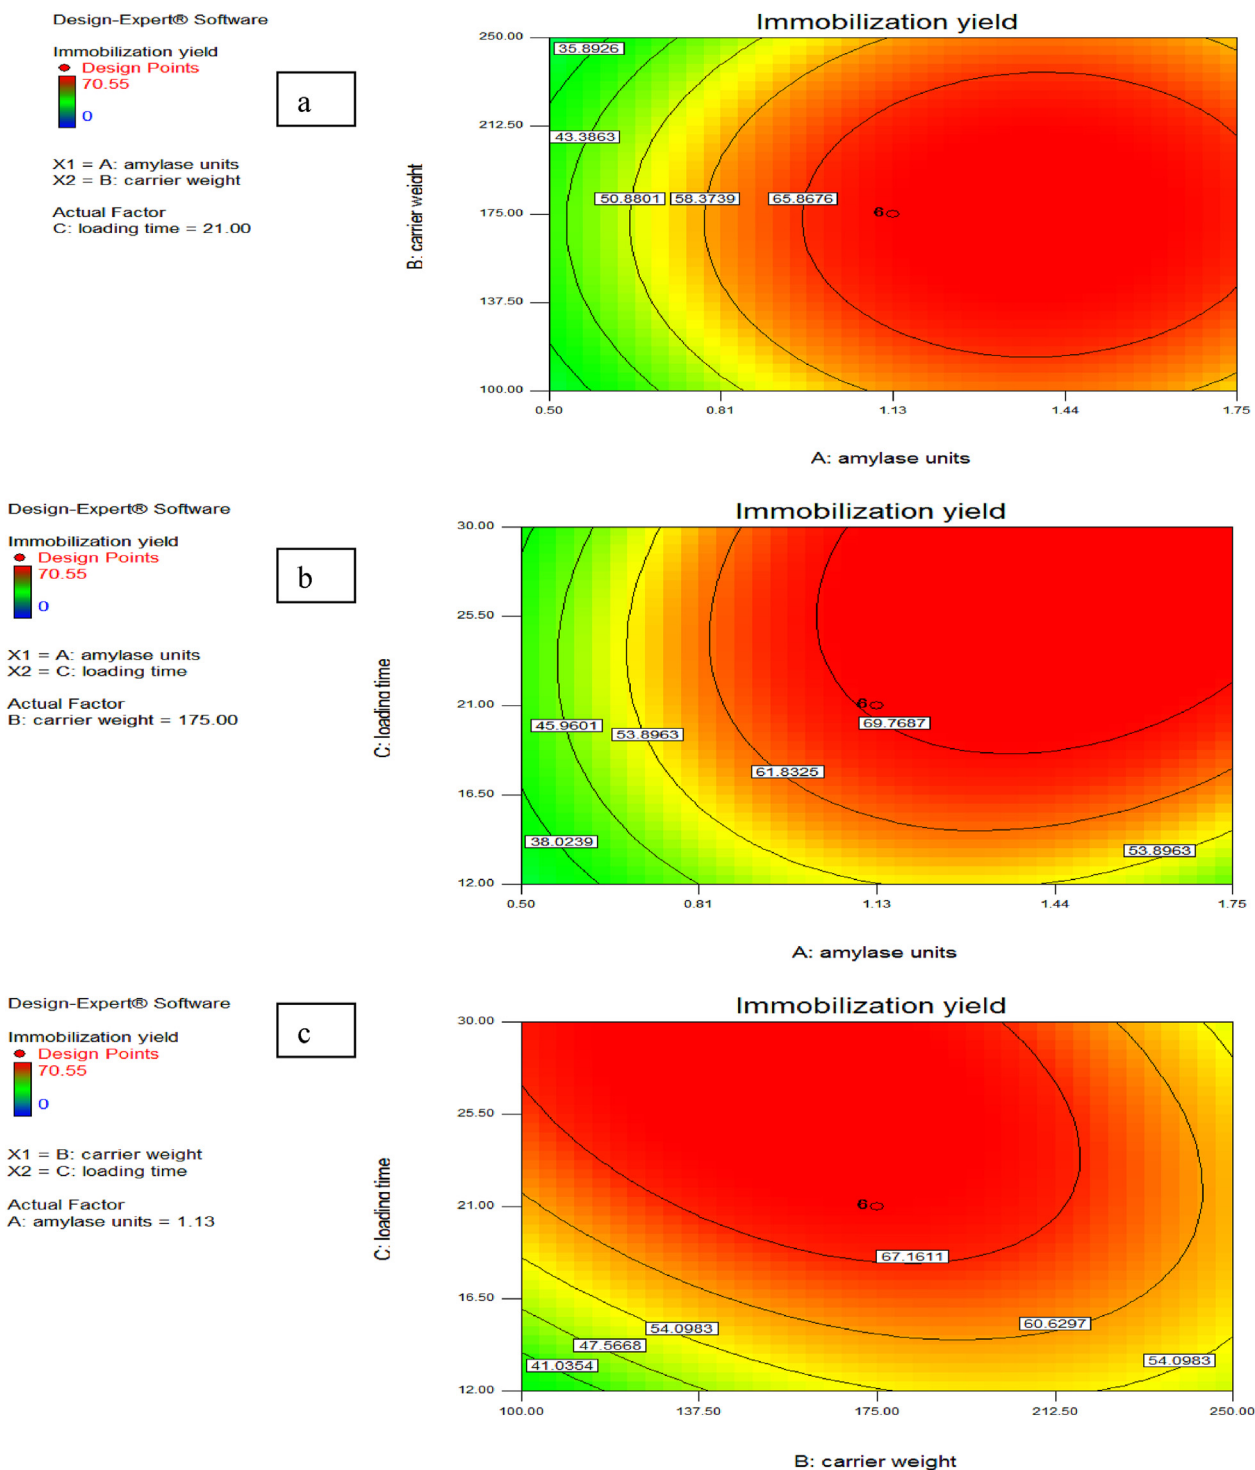 Design-Expert® Software
Immobilization yield
Design Points
70.55
0
X1 = A: amylase units
X2 = B: carrier weight
Actual Factor
C: loading time = 21.00
a
Immobilization yield
250.00
212.50
175.00
137.50
100.00
B: carrier weight
35.8926
43.3863
50.8801
58.3739
65.8676
6
0.50
0.81
1.13
1.44
1.75
A: amylase units
Design-Expert® Software
Immobilization yield
Design Points
70.55
0
X1 = A: amylase units
X2 = C: loading time
Actual Factor
B: carrier weight = 175.00
b
Immobilization yield
30.00
25.50
21.00
16.50
12.00
C: loading time
45.9601
53.8963
6
69.7687
61.8325
38.0239
53.8963
0.50
0.81
1.13
1.44
1.75
A: amylase units
Design-Expert® Software
Immobilization yield
Design Points
70.55
0
X1 = B: carrier weight
X2 = C: loading time
Actual Factor
A: amylase units = 1.13
c
Immobilization yield
30.00
25.50
21.00
16.50
12.00
C: loading time
6
67.1611
60.6297
54.0983
47.5668
41.0354
54.0983
100.00
137.50
175.00
212.50
250.00
B: carrier weight